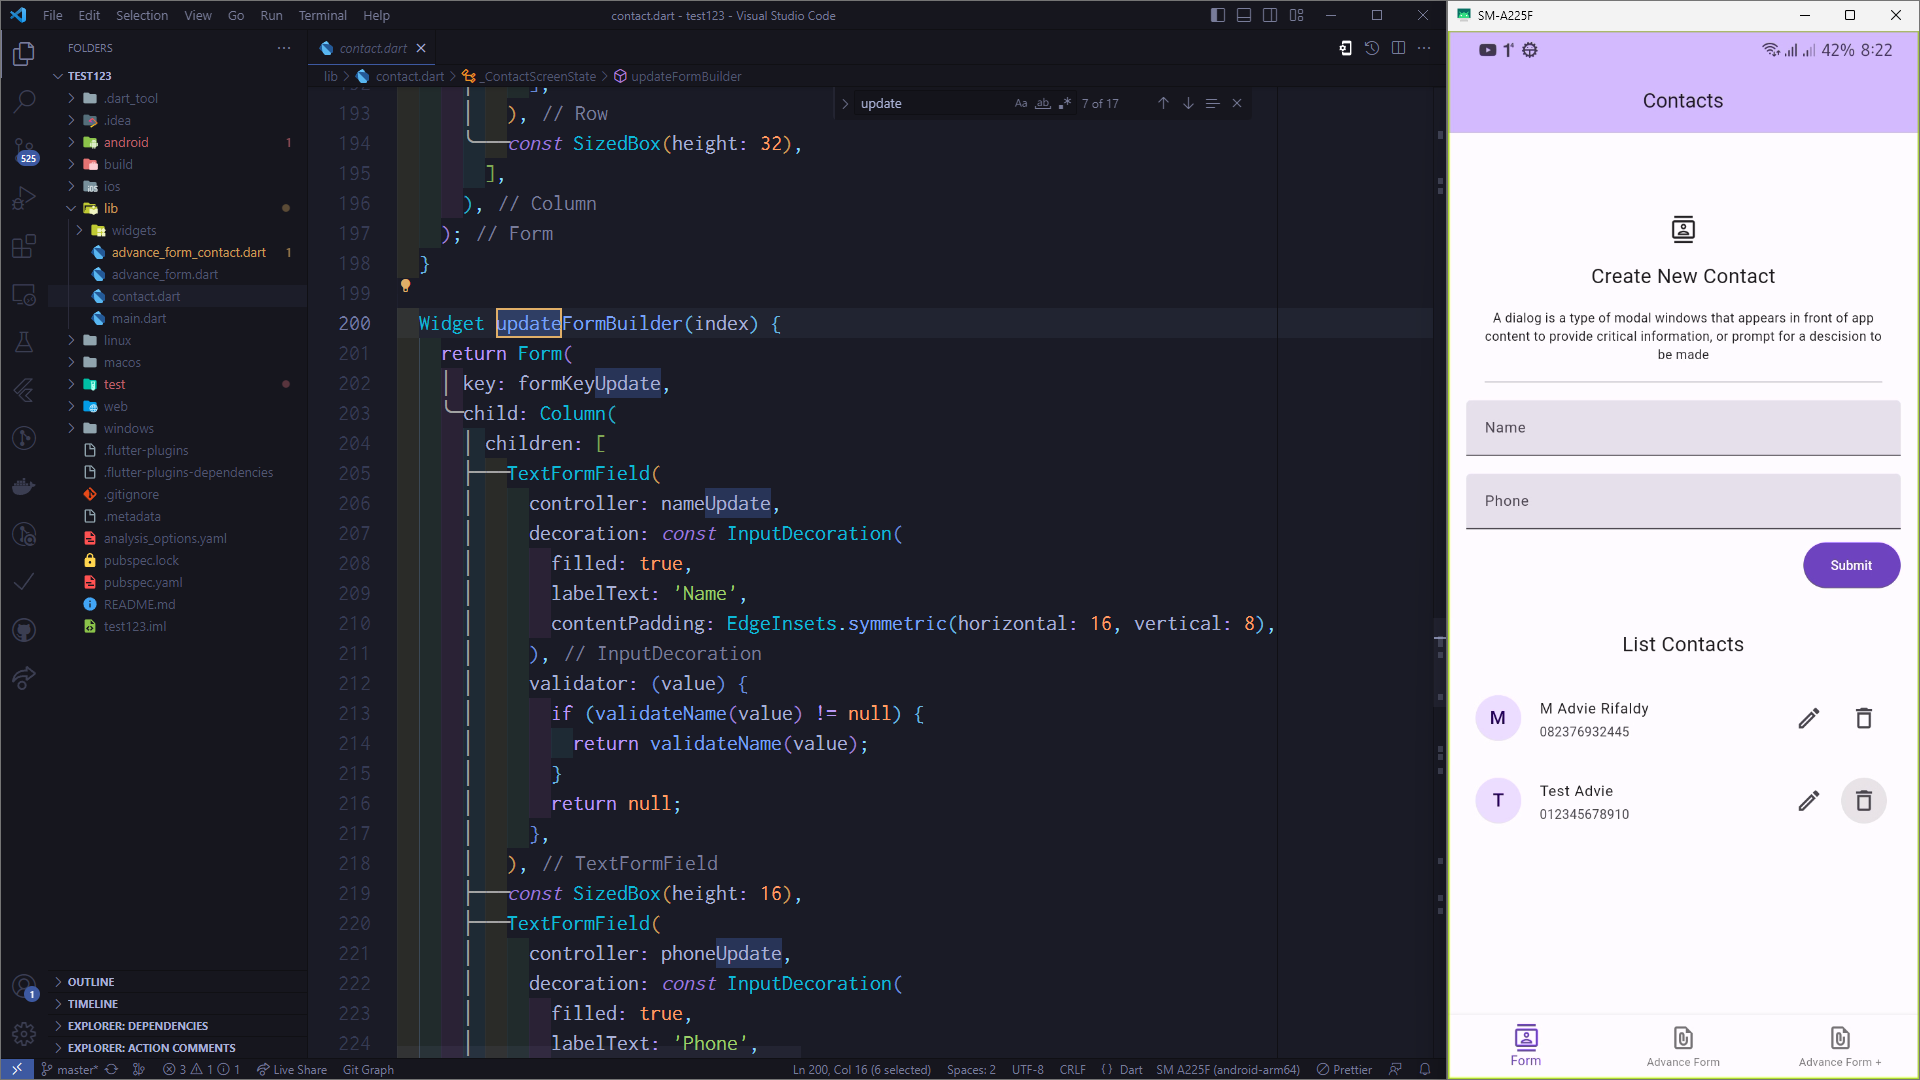 File Edit Selection View Go Run Terminal Help
contact.dart - test123 - Visual Studio Code
FOLDERS
TEST123
.dart_tool
.idea
android 1
build
ios
lib
widgets
advance_form_contact.dart 1
advance_form.dart
contact.dart
main.dart
linux
macos
test
web
windows
.flutter-plugins
.flutter-plugins-dependencies
.gitignore
.metadata
analysis_options.yaml
pubspec.lock
pubspec.yaml
README.md
test123.iml
OUTLINE
TIMELINE
EXPLORER: DEPENDENCIES
EXPLORER: ACTION COMMENTS
525
1
contact.dart
lib > contact.dart > _ContactScreenState > updateFormBuilder
update Aa ab 7 of 17
192 ],
193 ), // Row
194 const SizedBox(height: 32),
195 ],
196 ), // Column
197 ); // Form
198 }
199
200 Widget updateFormBuilder(index) {
201 return Form(
202 key: formKeyUpdate,
203 child: Column(
204 children: [
205 TextFormField(
206 controller: nameUpdate,
207 decoration: const InputDecoration(
208 filled: true,
209 labelText: 'Name',
210 contentPadding: EdgeInsets.symmetric(horizontal: 16, vertical: 8),
211 ), // InputDecoration
212 validator: (value) {
213 if (validateName(value) != null) {
214 return validateName(value);
215 }
216 return null;
217 },
218 ), // TextFormField
219 const SizedBox(height: 16),
220 TextFormField(
221 controller: phoneUpdate,
222 decoration: const InputDecoration(
223 filled: true,
224 labelText: 'Phone',
master* 3 1 1 Live Share Git Graph
Ln 200, Col 16 (6 selected) Spaces: 2 UTF-8 CRLF { } Dart SM A225F (android-arm64) Prettier
SM-A225F
42% 8:22
Contacts
Create New Contact
A dialog is a type of modal windows that appears in front of app
content to provide critical information, or prompt for a descision to
be made
Name
Phone
Submit
List Contacts
M
M Advie Rifaldy
082376932445
T
Test Advie
012345678910
Form
Advance Form
Advance Form +